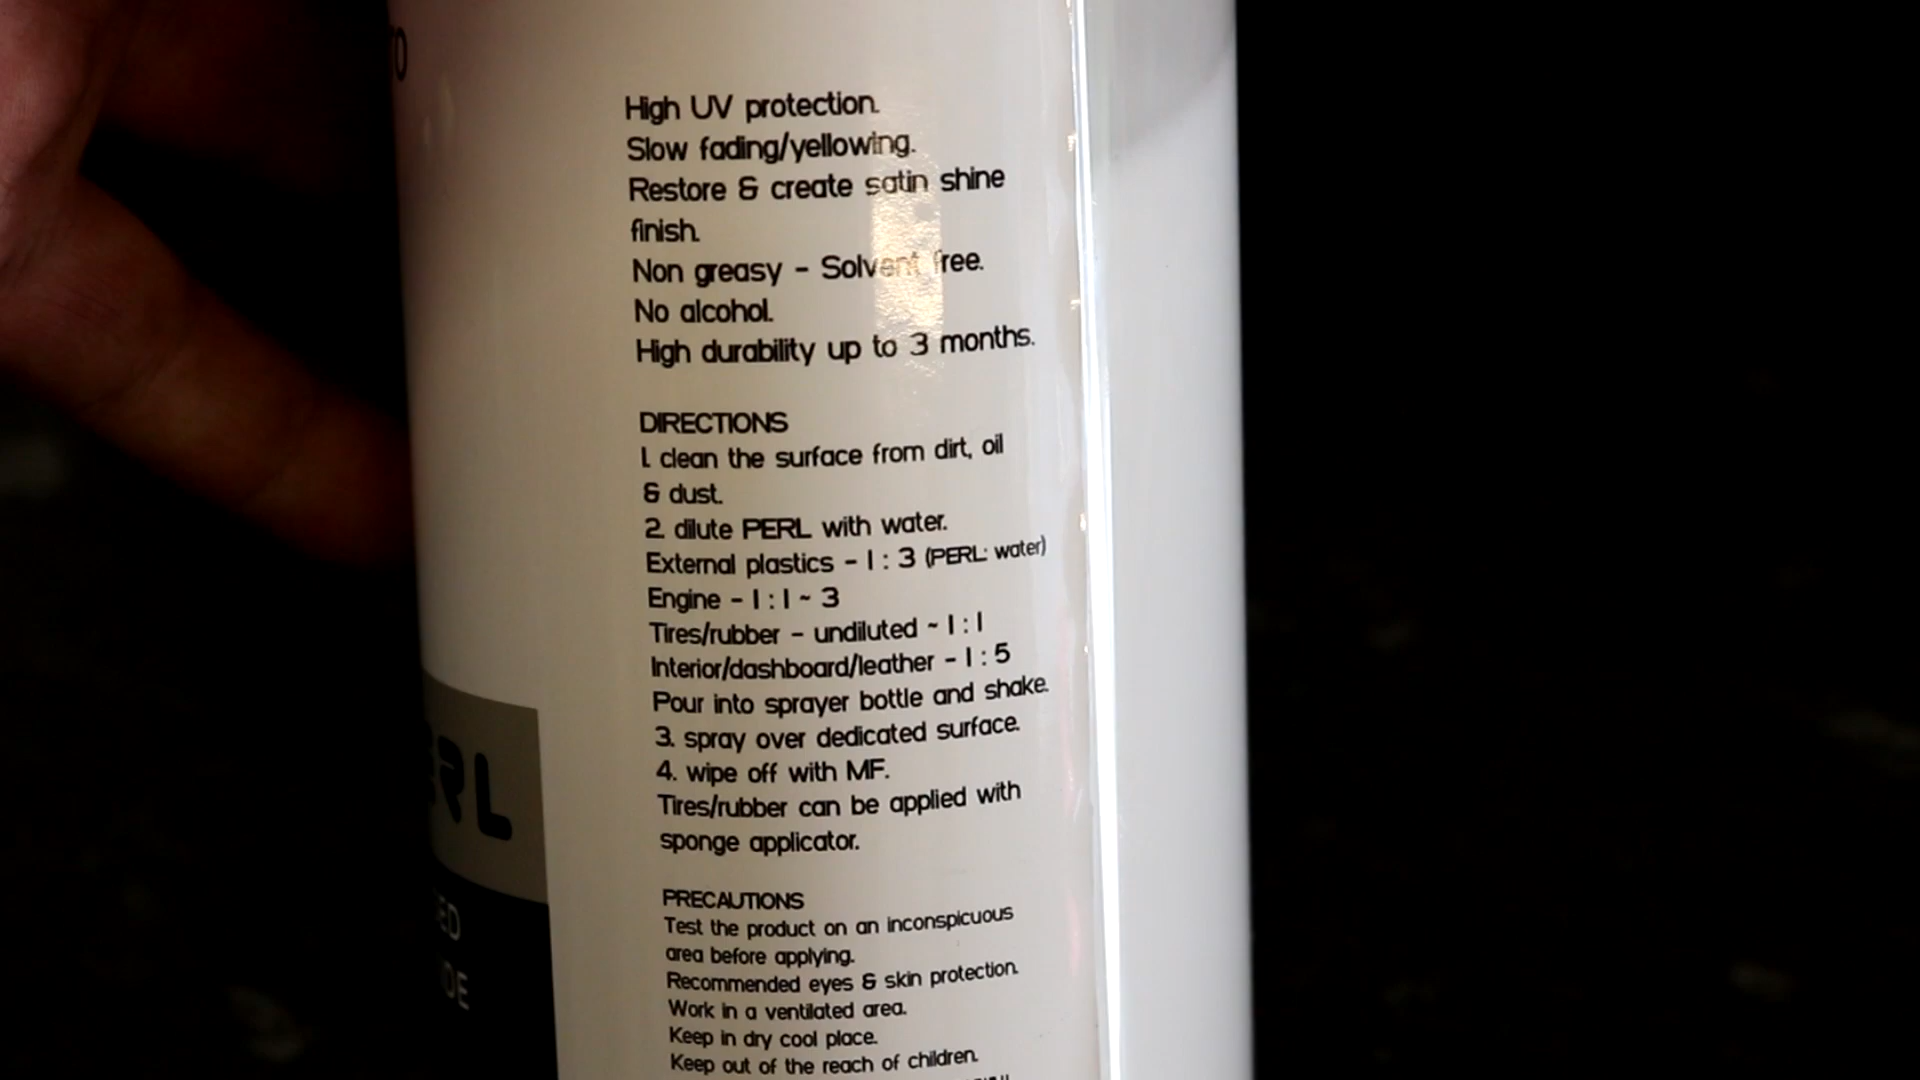 High UV protection.
Slow fading/yellowing.
Restore & create satin shine
finish.
Non greasy - Solvent free.
No alcohol.
High durability up to 3 months.
DIRECTIONS
1. clean the surface from dirt, oil
& dust.
2. dilute PERL with water.
External plastics - 1 : 3 (PERL: water)
Engine - 1 : 1 ~ 3
Tires/rubber - undiluted ~ 1 : 1
Interior/dashboard/leather - 1 : 5
Pour into sprayer bottle and shake.
3. spray over dedicated surface.
4. wipe off with MF.
Tires/rubber can be applied with
sponge applicator.
PRECAUTIONS
Test the product on an inconspicuous
area before applying.
Recommended eyes & skin protection.
Work in a ventilated area.
Keep in dry cool place.
Keep out of the reach of children.